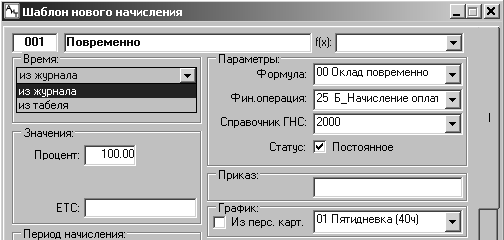 Шаблон нового начисления
001 Повременно f(x):
Время:
из журнала
из журнала
из табеля
Параметры:
Формула: 00 Оклад повременно
Фин.операция: 25 Б_Начисление оплат
Справочник ГНС: 2000
Статус: Постоянное
Значения:
Процент: 100.00
ЕТС:
Приказ:
График:
Из перс. карт. 01 Пятидневка (40ч)
Период начисления: